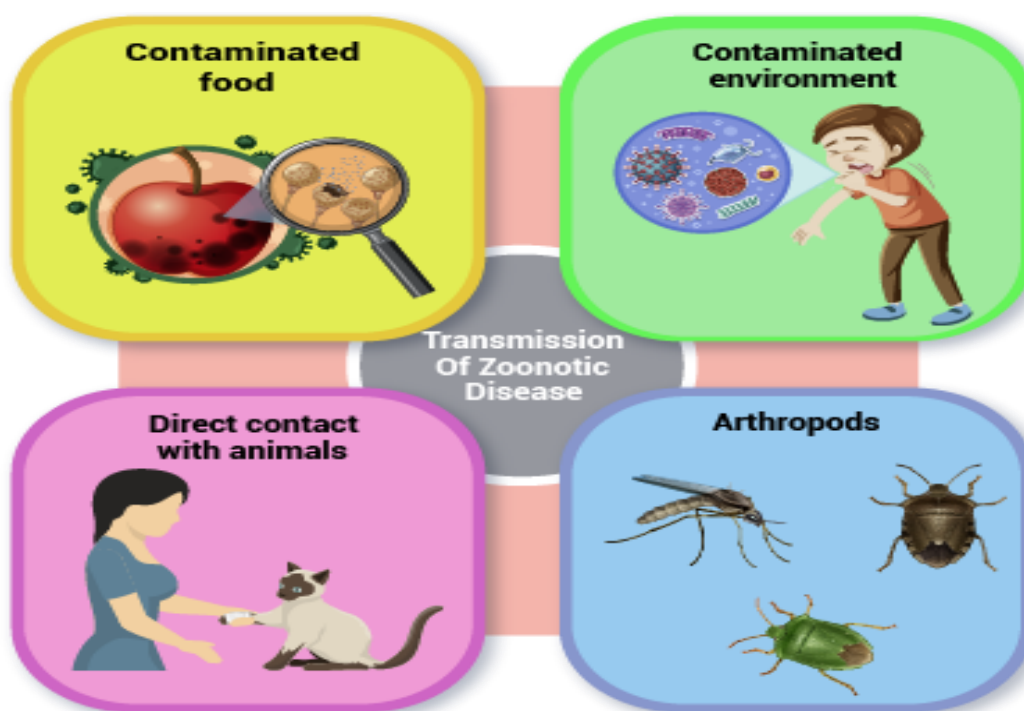 Contaminated
food
Contaminated
environment
Transmission
Of Zoonotic
Disease
Direct contact
with animals
Arthropods